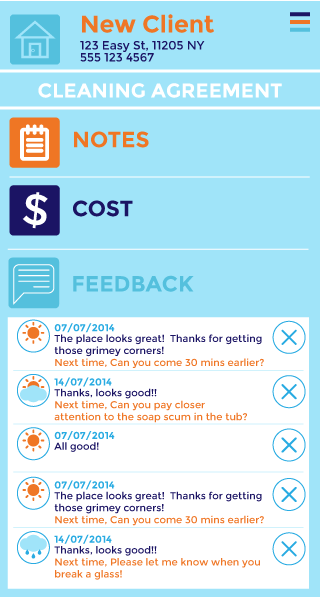 New Client
123 Easy St, 11205 NY
555 123 4567
CLEANING AGREEMENT
NOTES
$ COST
FEEDBACK
07/07/2014
The place looks great! Thanks for getting
those grimey corners!
Next time, Can you come 30 mins earlier?
14/07/2014
Thanks, looks good!!
Next time, Can you pay closer
attention to the soap scum in the tub?
07/07/2014
All good!
07/07/2014
The place looks great! Thanks for getting
those grimey corners!
Next time, Can you come 30 mins earlier?
14/07/2014
Thanks, looks good!!
Next time, Please let me know when you
break a glass!